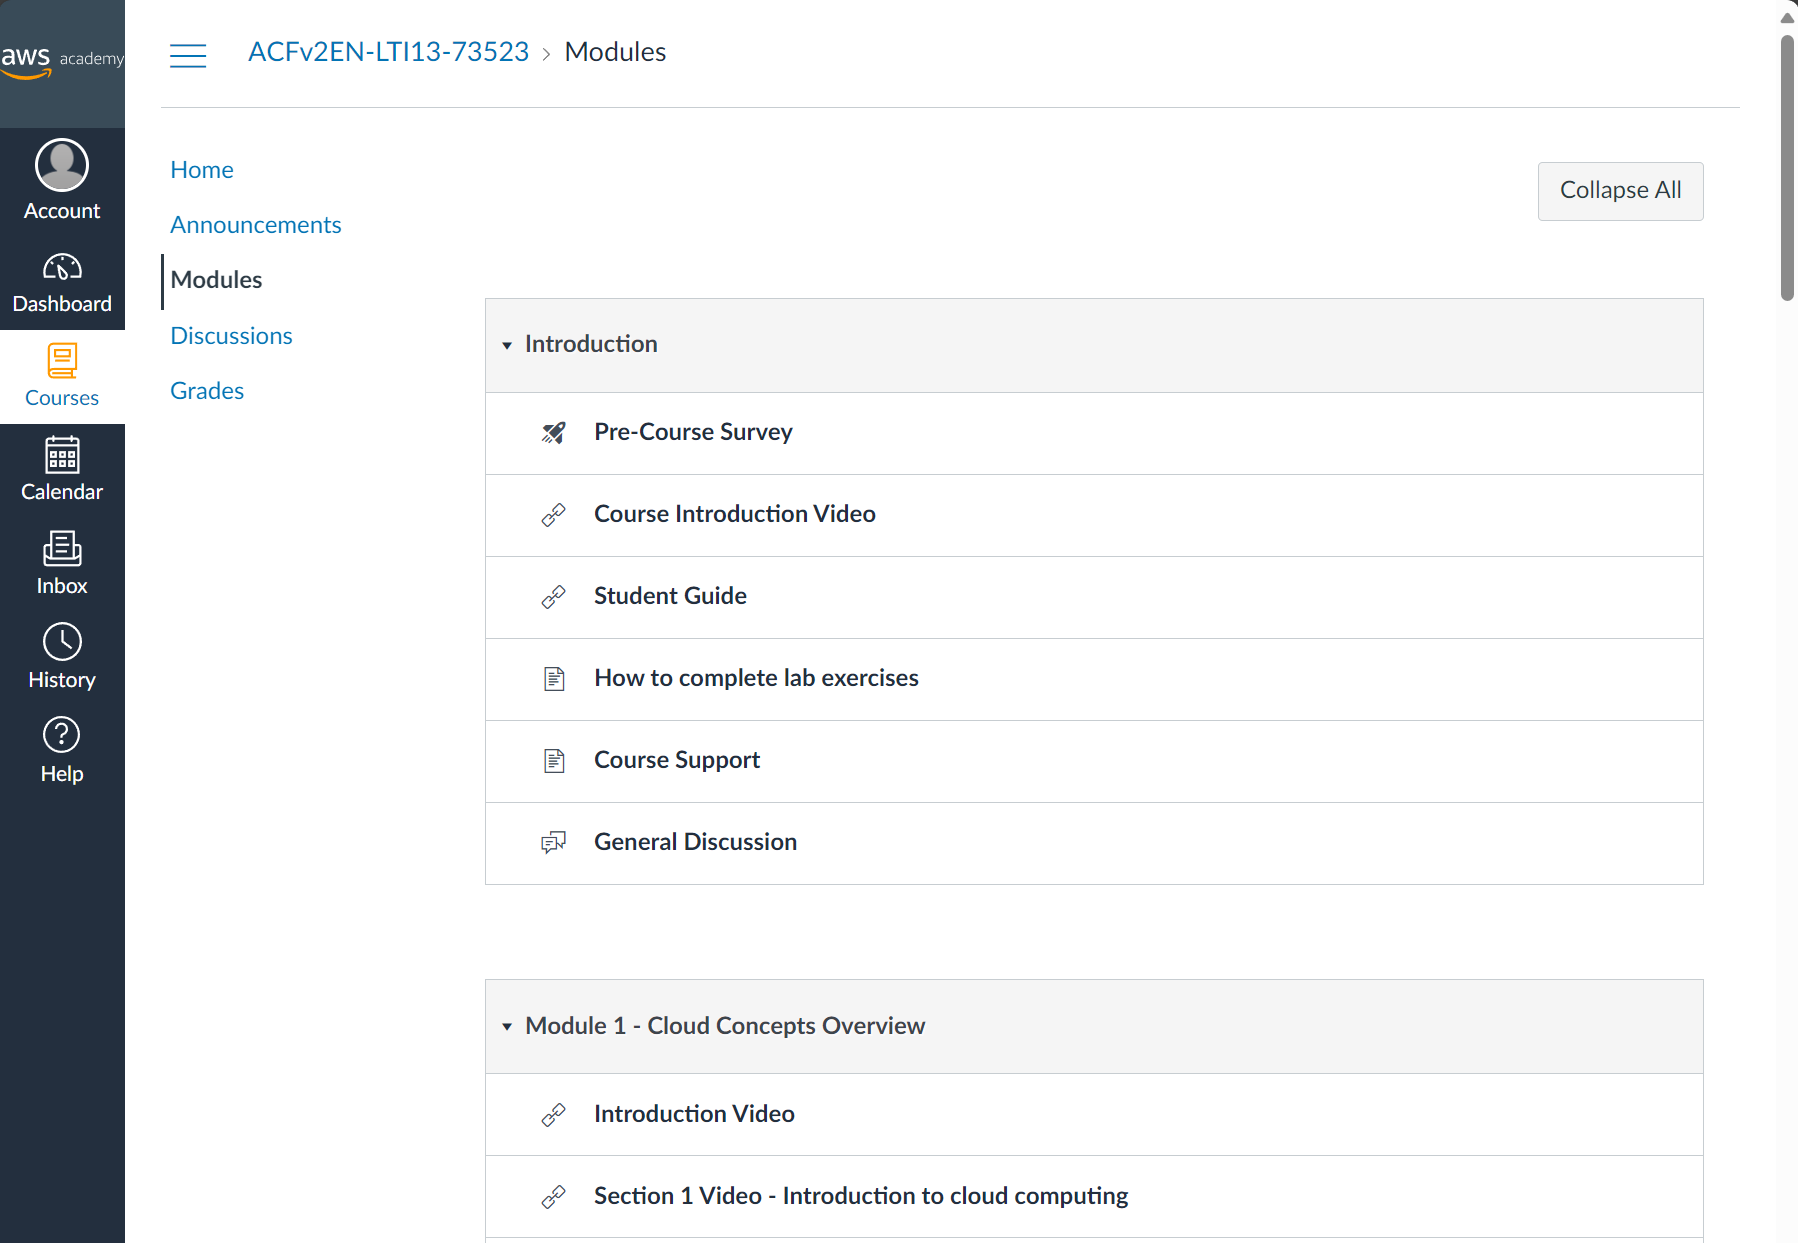 aws academy
Account
Dashboard
Courses
Calendar
Inbox
History
Help
ACFv2EN-LTI13-73523 › Modules
Home
Announcements
Modules
Discussions
Grades
Collapse All
Introduction
Pre-Course Survey
Course Introduction Video
Student Guide
How to complete lab exercises
Course Support
General Discussion
Module 1 - Cloud Concepts Overview
Introduction Video
Section 1 Video - Introduction to cloud computing